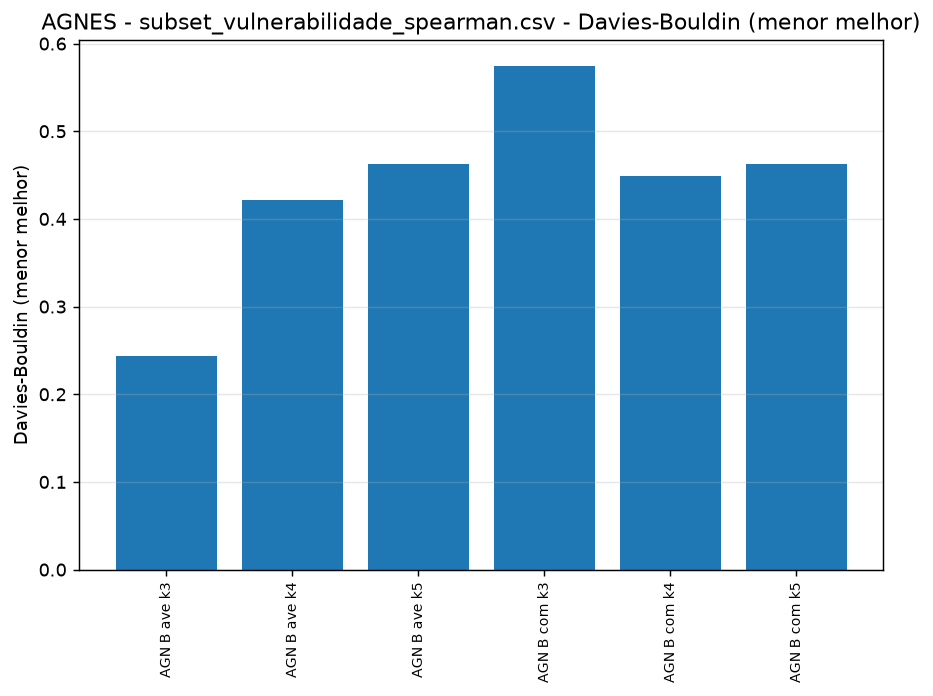 AGNES - subset_vulnerabilidade_spearman.csv - Davies-Bouldin (menor melhor)
Davies-Bouldin (menor melhor)
0.6
0.5
0.4
0.3
0.2
0.1
0.0
AGN B ave k3
AGN B ave k4
AGN B ave k5
AGN B com k3
AGN B com k4
AGN B com k5